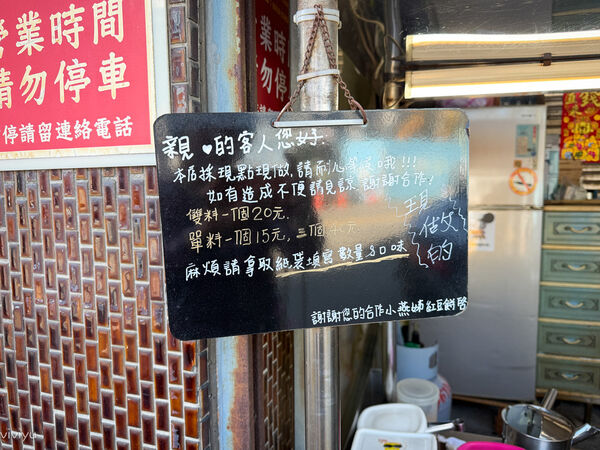 營業時間
請勿停車
停請留連絡電話
業時
勿停
親♥的客人您好:
本店採現點現做,請耐心等候哦!!!
如有造成不便請見諒 謝謝合作!
雙料一個20元.
單料一個15元,三個40元.
麻煩請拿取紙袋填寫數量&口味
現
做
的
謝謝您的合作小燕姊紅豆餅啓
viviyu